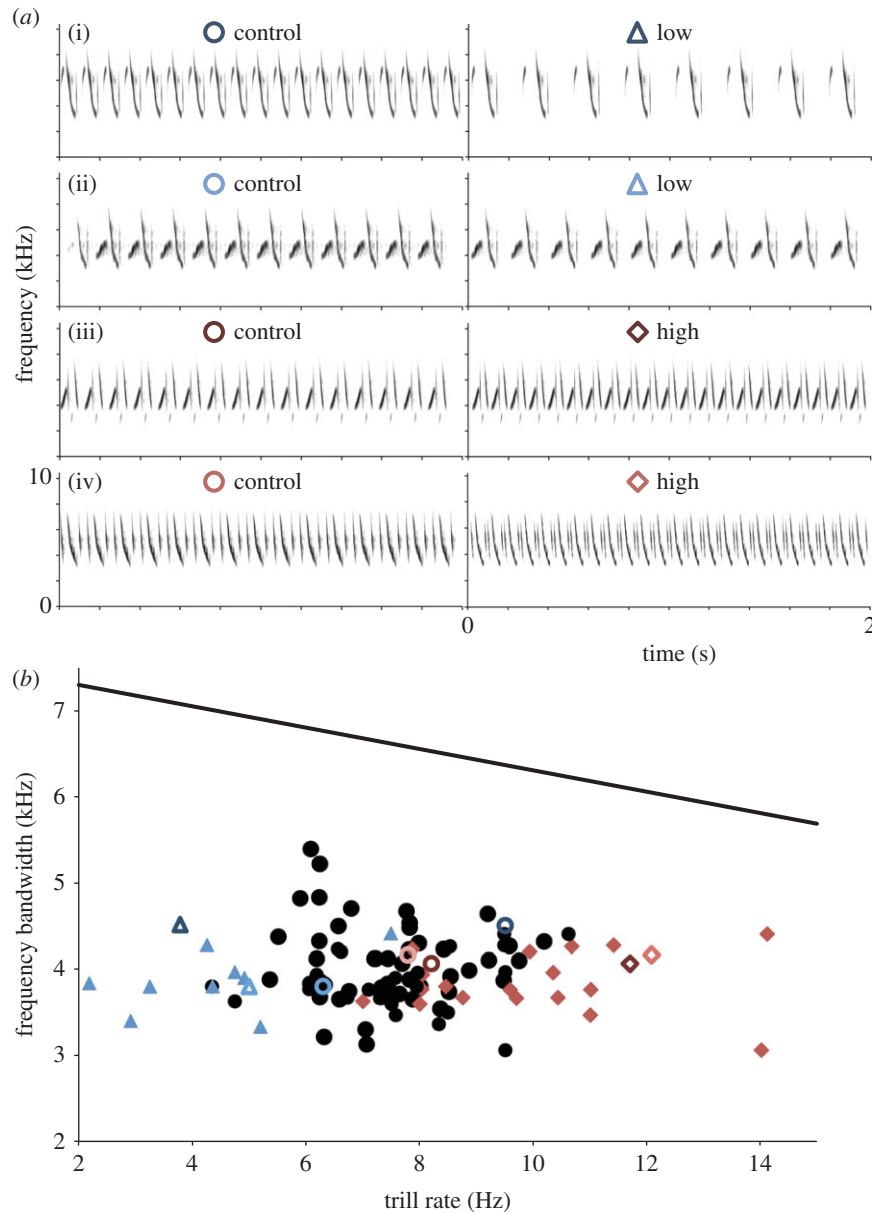 (a)
(i) control low
(ii) control low
(iii) control high
(iv) control high
frequency (kHz)
10
0
0 2
time (s)
(b)
7
6
5
4
3
2
frequency bandwidth (kHz)
2 4 6 8 10 12 14
trill rate (Hz)